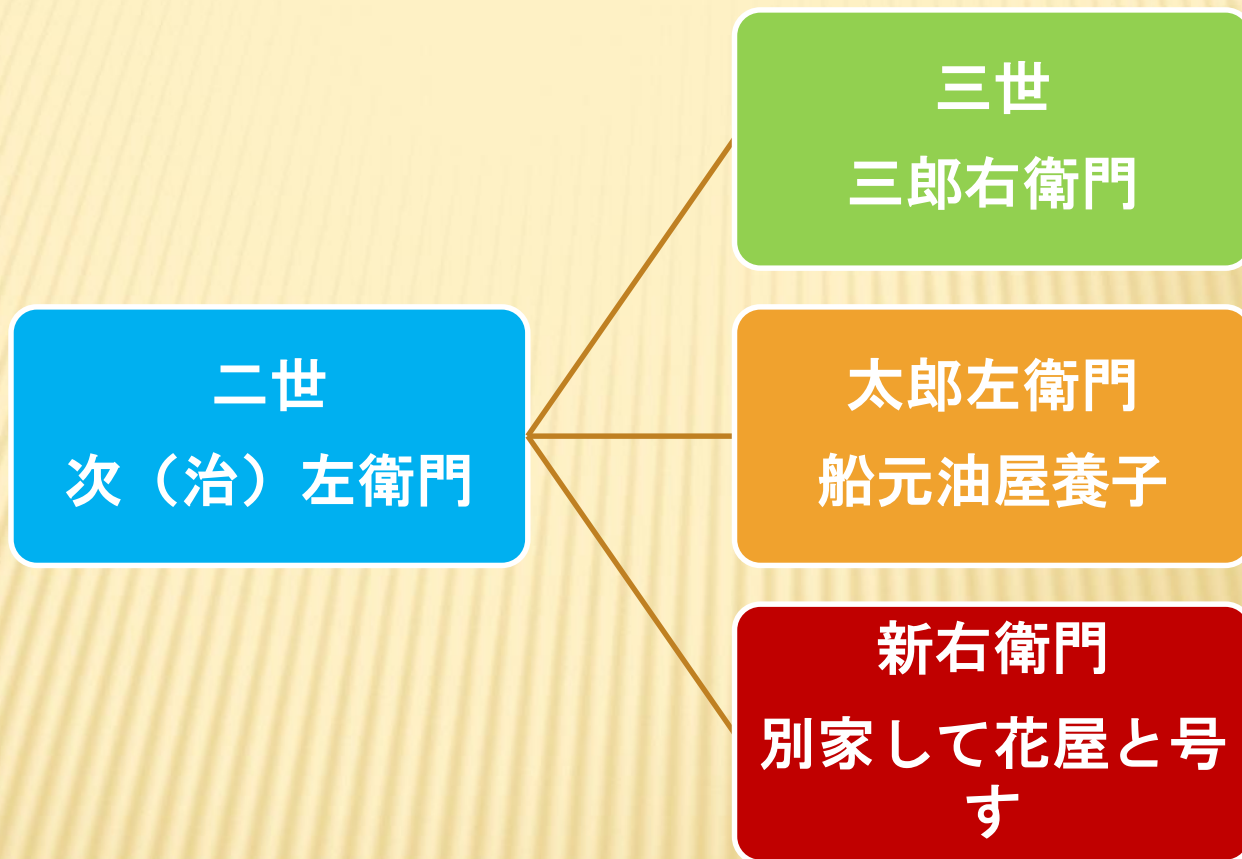 二世
次（治）左衛門
三世
三郎右衛門
太郎左衛門
船元油屋養子
新右衛門
別家して花屋と号
す